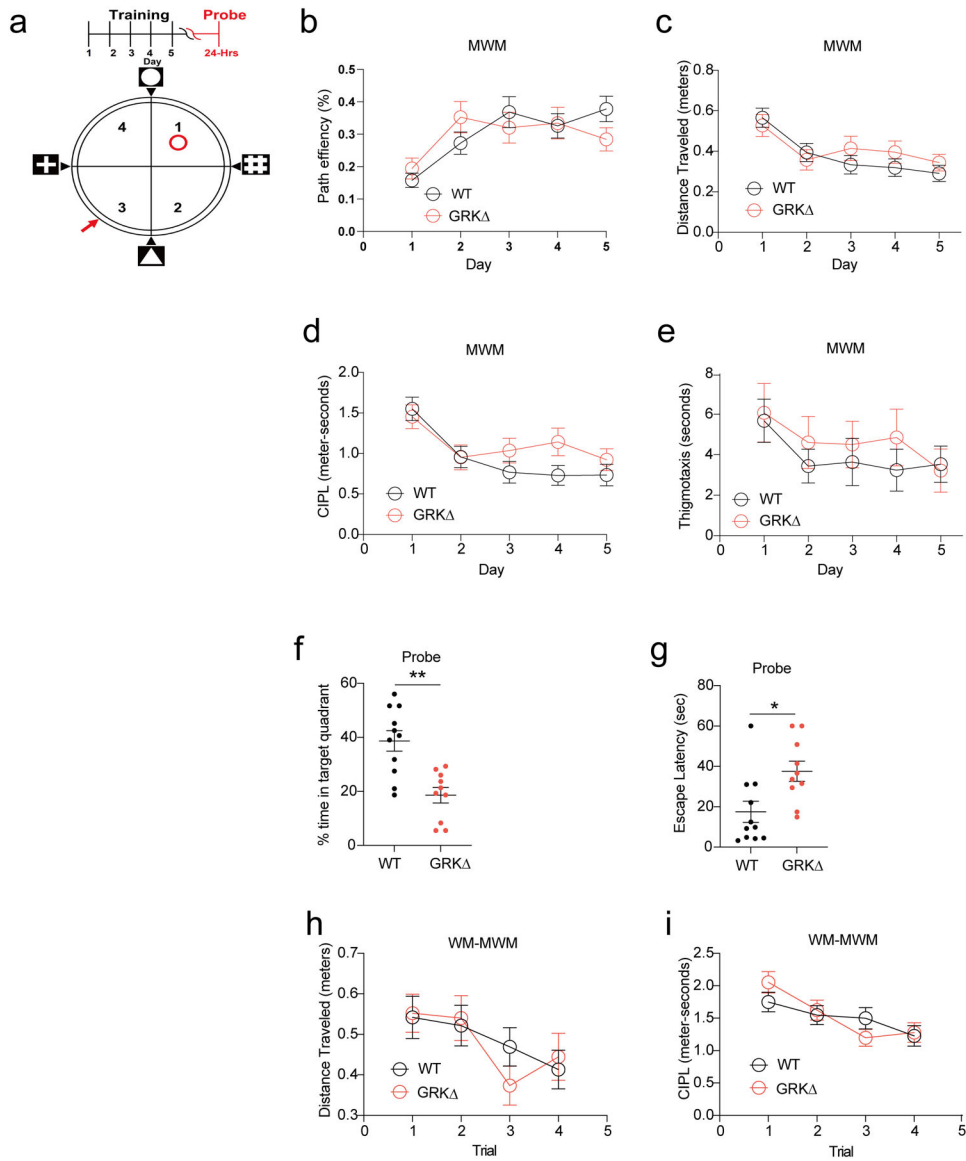 a
Training Probe
1 2 3 4 5 24-Hrs
Day
4 1
3 2
b
MWM
Path effiency (%)
0.5
0.4
0.3
0.2
0.1
0.0
WT
GRKΔ
0 1 2 3 4 5
Day
c
MWM
Distance Traveled (meters)
0.8
0.6
0.4
0.2
0.0
WT
GRKΔ
0 1 2 3 4 5
Day
d
MWM
CIPL (meter-seconds)
2.0
1.5
1.0
0.5
0.0
WT
GRKΔ
0 1 2 3 4 5
Day
e
MWM
Thigmotaxis (seconds)
8
6
4
2
0
WT
GRKΔ
0 1 2 3 4 5
Day
f
Probe
**
% time in target quadrant
60
40
20
0
WT GRKΔ
g
Probe
*
Escape Latency (sec)
80
60
40
20
0
WT GRKΔ
h
WM-MWM
Distance Traveled (meters)
0.7
0.6
0.5
0.4
0.3
WT
GRKΔ
0 1 2 3 4 5
Trial
i
WM-MWM
CIPL (meter-seconds)
2.5
2.0
1.5
1.0
0.5
0.0
WT
GRKΔ
0 1 2 3 4 5
Trial